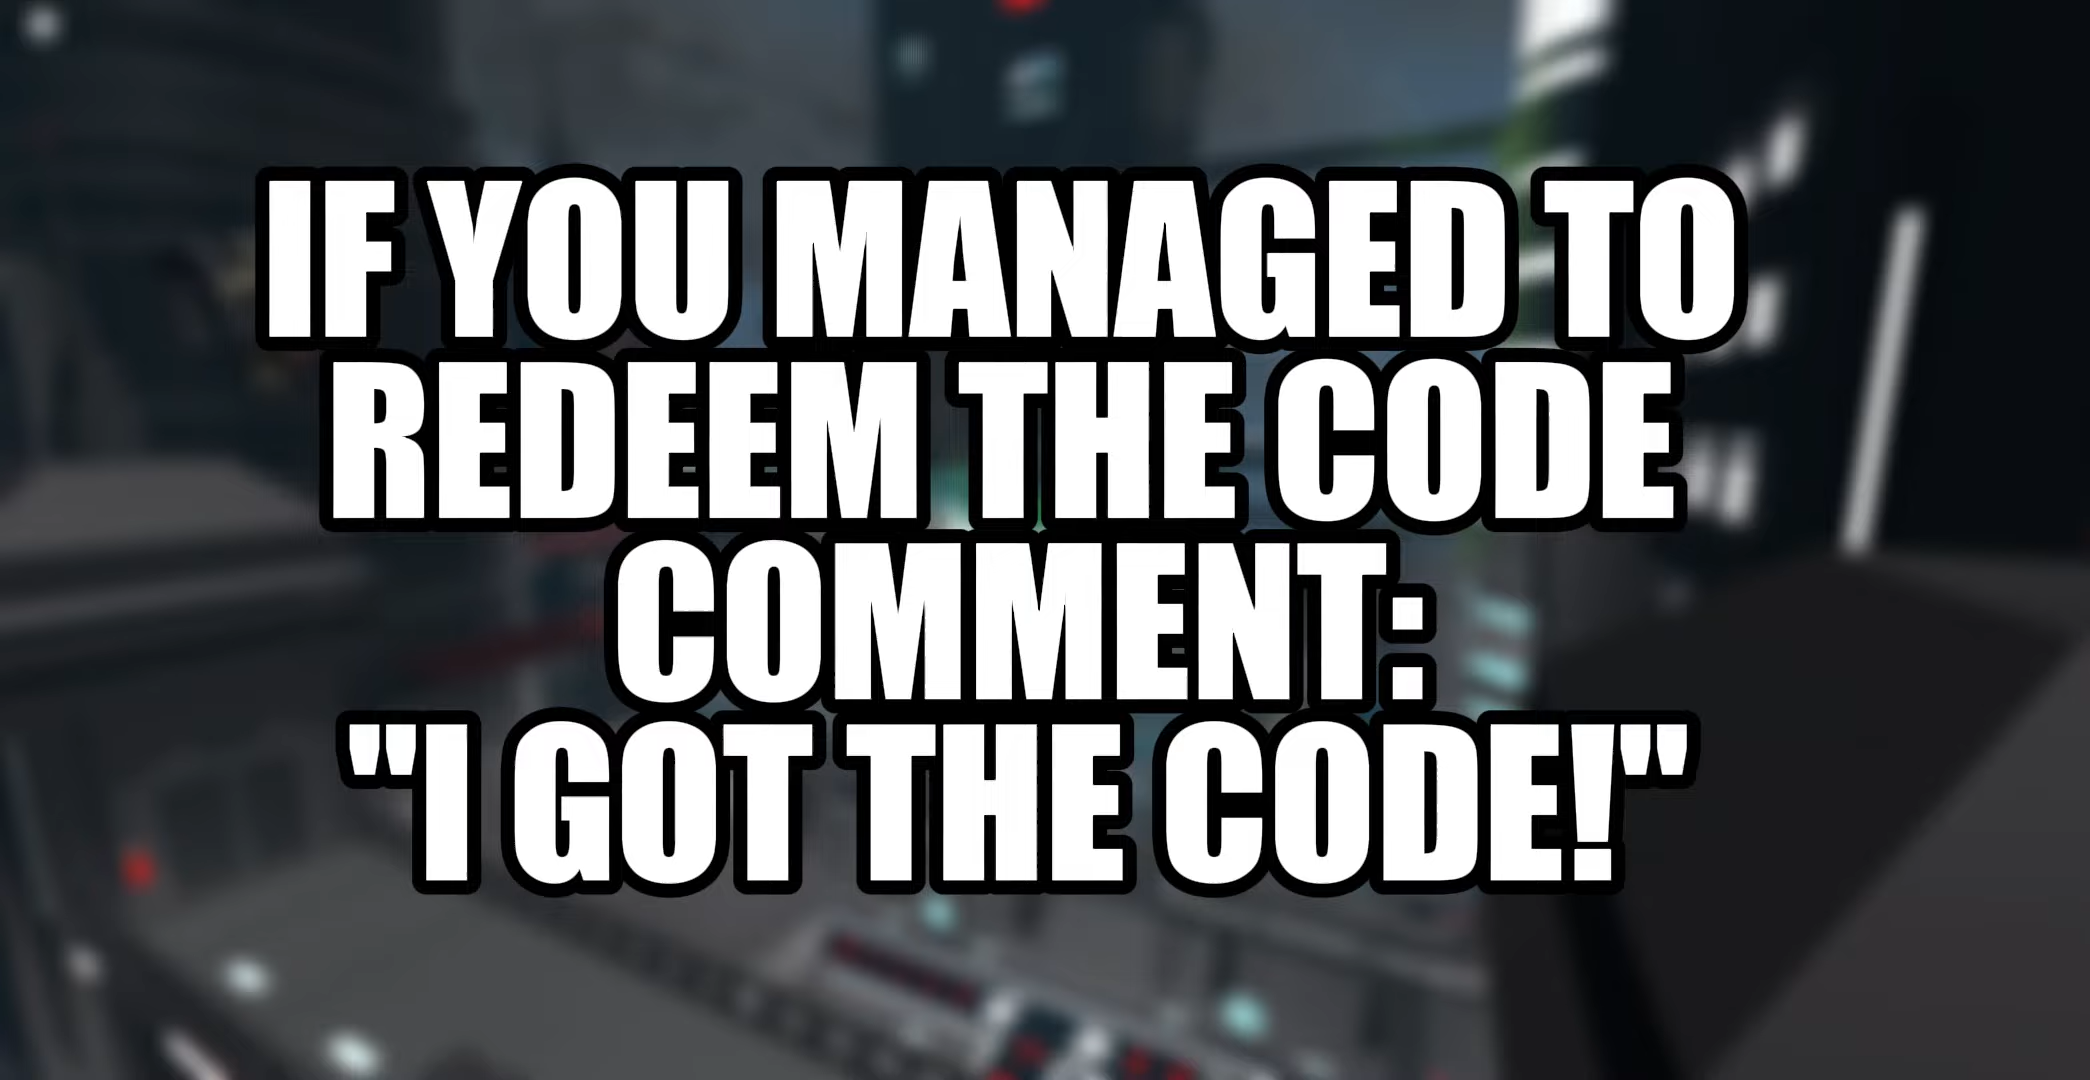 IF YOU MANAGED TO
REDEEM THE CODE
COMMENT:
"I GOT THE CODE!"